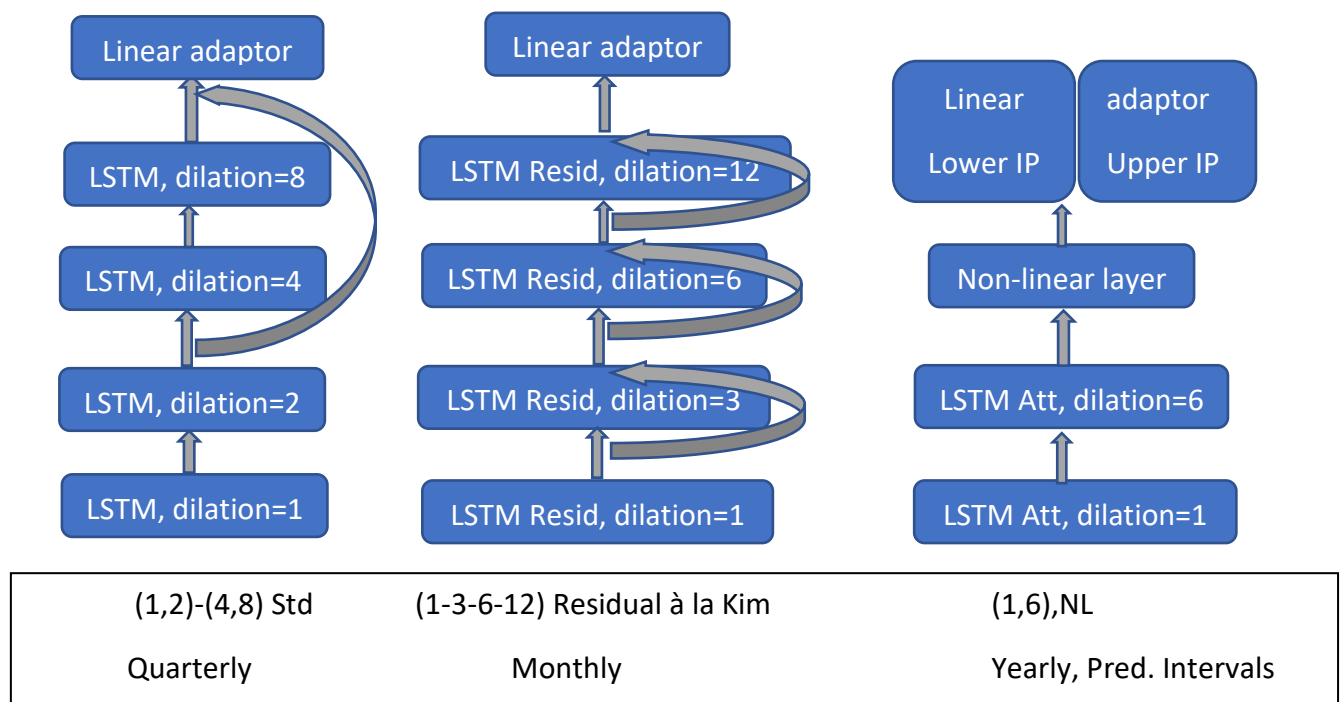 Linear adaptor
LSTM, dilation=8
LSTM, dilation=4
LSTM, dilation=2
LSTM, dilation=1
Linear adaptor
LSTM Resid, dilation=12
LSTM Resid, dilation=6
LSTM Resid, dilation=3
LSTM Resid, dilation=1
Linear adaptor
Lower IP Upper IP
Non-linear layer
LSTM Att, dilation=6
LSTM Att, dilation=1
(1,2)-(4,8) Std (1-3-6-12) Residual à la Kim (1,6),NL
Quarterly Monthly Yearly, Pred. Intervals